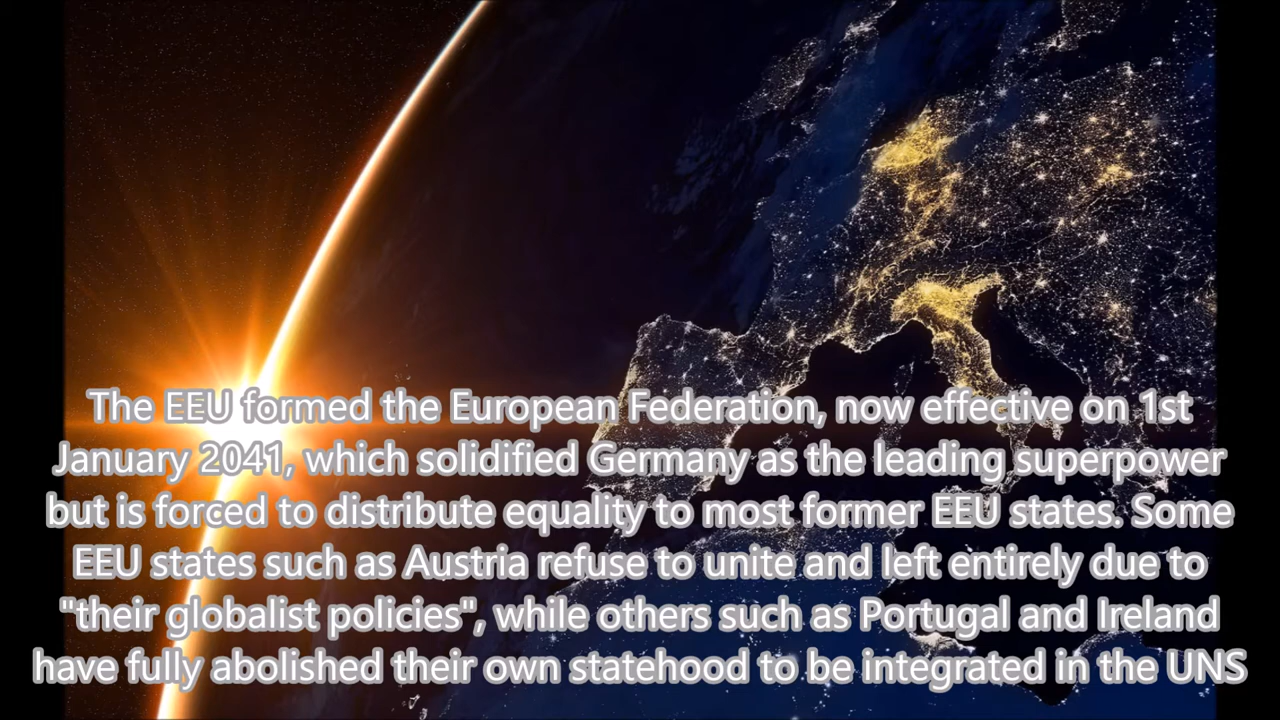 The EEU formed the European Federation, now effective on 1st
January 2041, which solidified Germany as the leading superpower
but is forced to distribute equality to most former EEU states. Some
EEU states such as Austria refuse to unite and left entirely due to
"their globalist policies", while others such as Portugal and Ireland
have fully abolished their own statehood to be integrated in the UNS